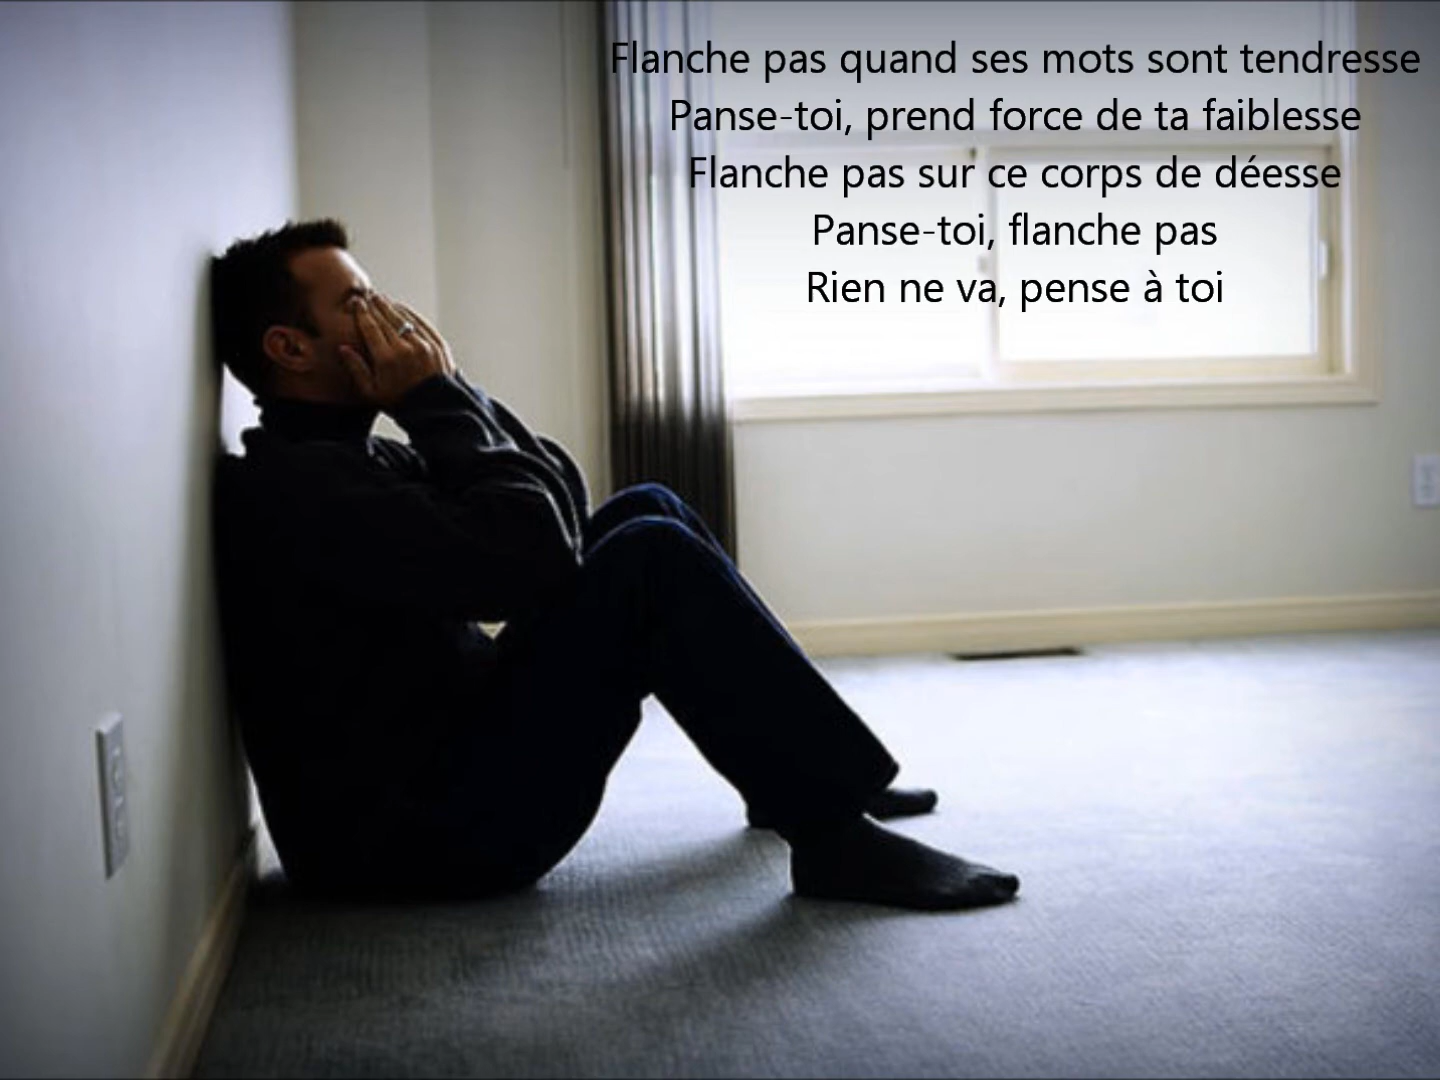 Flanche pas quand ses mots sont tendresse
Panse-toi, prend force de ta faiblesse
Flanche pas sur ce corps de déesse
Panse-toi, flanche pas
Rien ne va, pense à toi